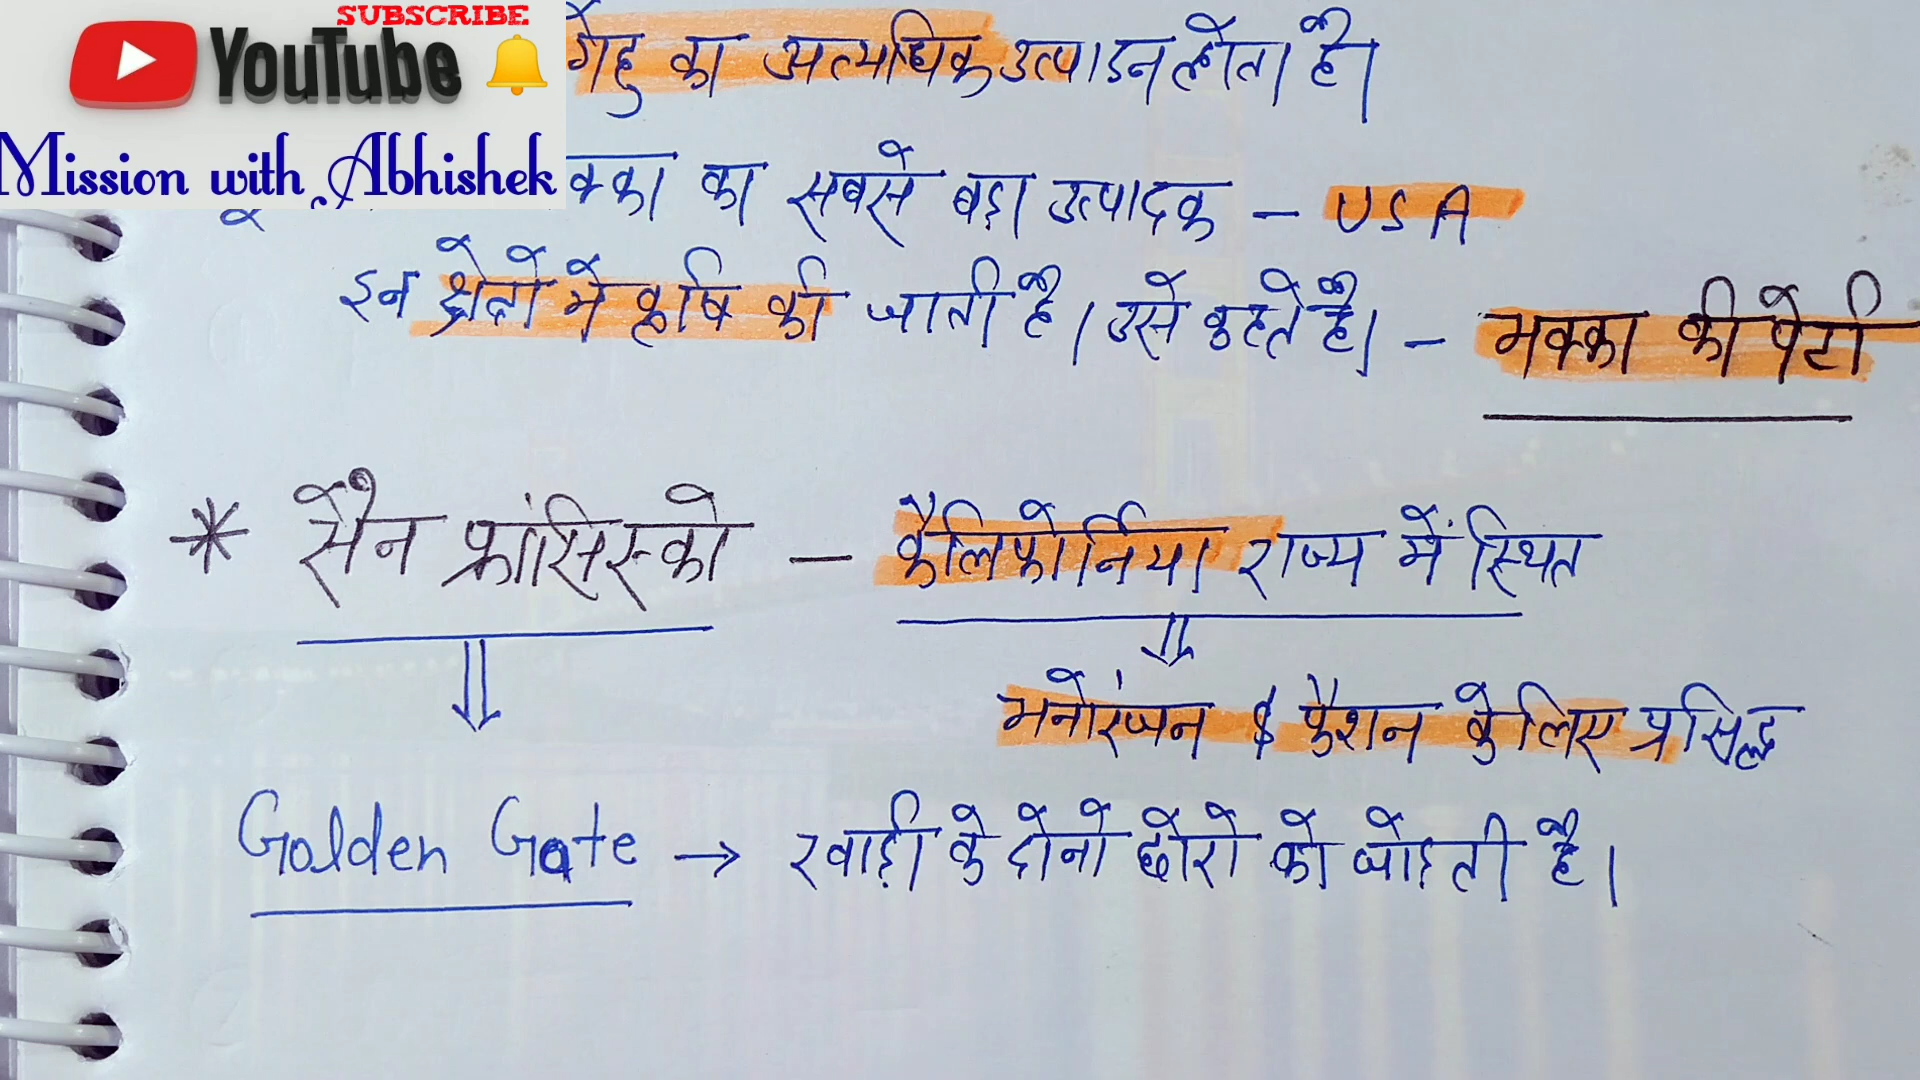 SUBSCRIBE
YouTube
Mission with Abhishek
गेहु का अत्यधिक उत्पादन होता है।
क्का का सबसे बड़ा उत्पादक - USA
इन क्षेत्रों में कृषि की जाती है। उसे कहते है। - मक्का की पेटी
* सैन फ्रांसिस्को - कैलिफोर्निया राज्य में स्थित
मनोरंजन & फैशन के लिए प्रसिद्ध
Golden Gate → खाड़ी के दोनो छोरो को जोड़ती है।